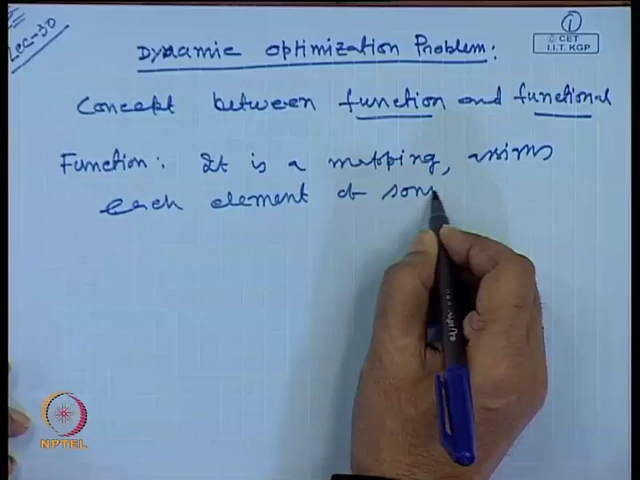 Lec-30
1
© CET
I.I.T. KGP
Dynamic optimization Problem:
Concept between function and functional
Function: It is a mapping, assigns
each element of som
NPTEL